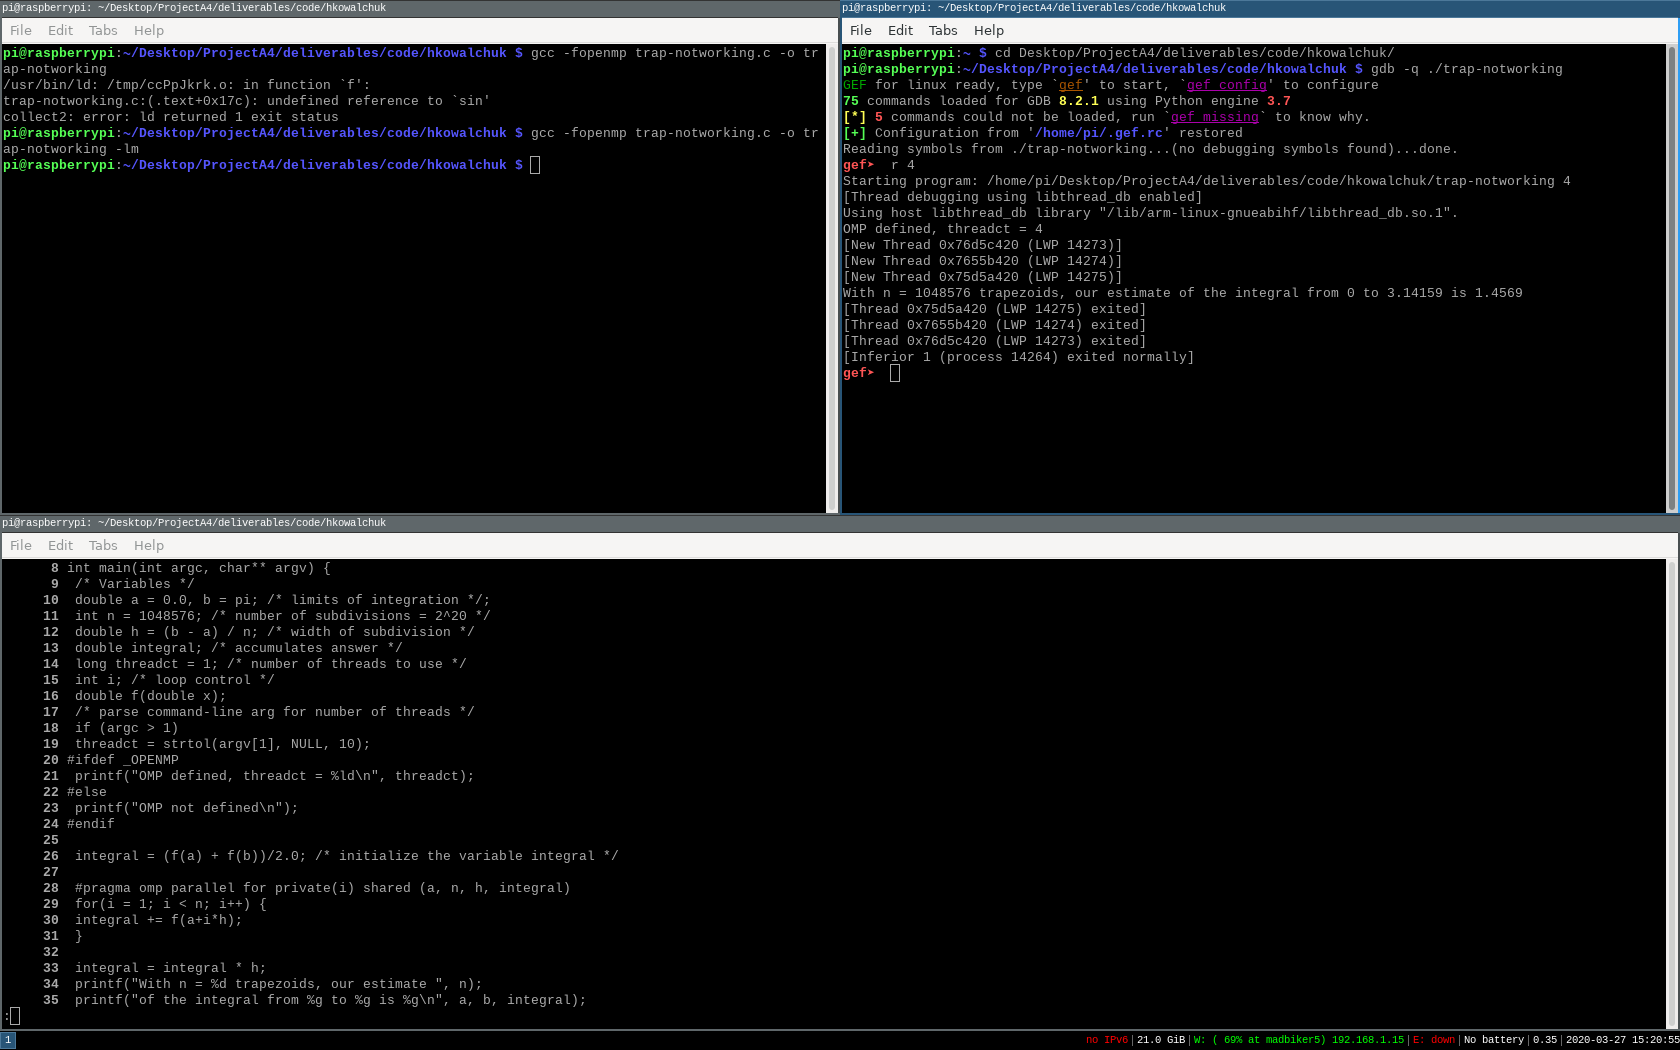 pi@raspberrypi: ~/Desktop/ProjectA4/deliverables/code/hkowalchuk
File Edit Tabs Help
pi@raspberrypi:~/Desktop/ProjectA4/deliverables/code/hkowalchuk $ gcc -fopenmp trap-notworking.c -o tr
ap-notworking
/usr/bin/ld: /tmp/ccPpJkrk.o: in function `f':
trap-notworking.c:(.text+0x17c): undefined reference to `sin'
collect2: error: ld returned 1 exit status
pi@raspberrypi:~/Desktop/ProjectA4/deliverables/code/hkowalchuk $ gcc -fopenmp trap-notworking.c -o tr
ap-notworking -lm
pi@raspberrypi:~/Desktop/ProjectA4/deliverables/code/hkowalchuk $
pi@raspberrypi: ~/Desktop/ProjectA4/deliverables/code/hkowalchuk
File Edit Tabs Help
pi@raspberrypi:~ $ cd Desktop/ProjectA4/deliverables/code/hkowalchuk/
pi@raspberrypi:~/Desktop/ProjectA4/deliverables/code/hkowalchuk $ gdb -q ./trap-notworking
GEF for linux ready, type `gef' to start, `gef config' to configure
75 commands loaded for GDB 8.2.1 using Python engine 3.7
[*] 5 commands could not be loaded, run `gef missing` to know why.
[+] Configuration from '/home/pi/.gef.rc' restored
Reading symbols from ./trap-notworking...(no debugging symbols found)...done.
gef➤ r 4
Starting program: /home/pi/Desktop/ProjectA4/deliverables/code/hkowalchuk/trap-notworking 4
[Thread debugging using libthread_db enabled]
Using host libthread_db library "/lib/arm-linux-gnueabihf/libthread_db.so.1".
OMP defined, threadct = 4
[New Thread 0x76d5c420 (LWP 14273)]
[New Thread 0x7655b420 (LWP 14274)]
[New Thread 0x75d5a420 (LWP 14275)]
With n = 1048576 trapezoids, our estimate of the integral from 0 to 3.14159 is 1.4569
[Thread 0x75d5a420 (LWP 14275) exited]
[Thread 0x7655b420 (LWP 14274) exited]
[Thread 0x76d5c420 (LWP 14273) exited]
[Inferior 1 (process 14264) exited normally]
gef➤
pi@raspberrypi: ~/Desktop/ProjectA4/deliverables/code/hkowalchuk
File Edit Tabs Help
8 int main(int argc, char** argv) {
9 /* Variables */
10 double a = 0.0, b = pi; /* limits of integration */;
11 int n = 1048576; /* number of subdivisions = 2^20 */
12 double h = (b - a) / n; /* width of subdivision */
13 double integral; /* accumulates answer */
14 long threadct = 1; /* number of threads to use */
15 int i; /* loop control */
16 double f(double x);
17 /* parse command-line arg for number of threads */
18 if (argc > 1)
19 threadct = strtol(argv[1], NULL, 10);
20 #ifdef _OPENMP
21 printf("OMP defined, threadct = %ld\n", threadct);
22 #else
23 printf("OMP not defined\n");
24 #endif
25
26 integral = (f(a) + f(b))/2.0; /* initialize the variable integral */
27
28 #pragma omp parallel for private(i) shared (a, n, h, integral)
29 for(i = 1; i < n; i++) {
30 integral += f(a+i*h);
31 }
32
33 integral = integral * h;
34 printf("With n = %d trapezoids, our estimate ", n);
35 printf("of the integral from %g to %g is %g\n", a, b, integral);
:
1 no IPv6|21.0 GiB|W: ( 69% at madbiker5) 192.168.1.15|E: down|No battery|0.35|2020-03-27 15:20:55